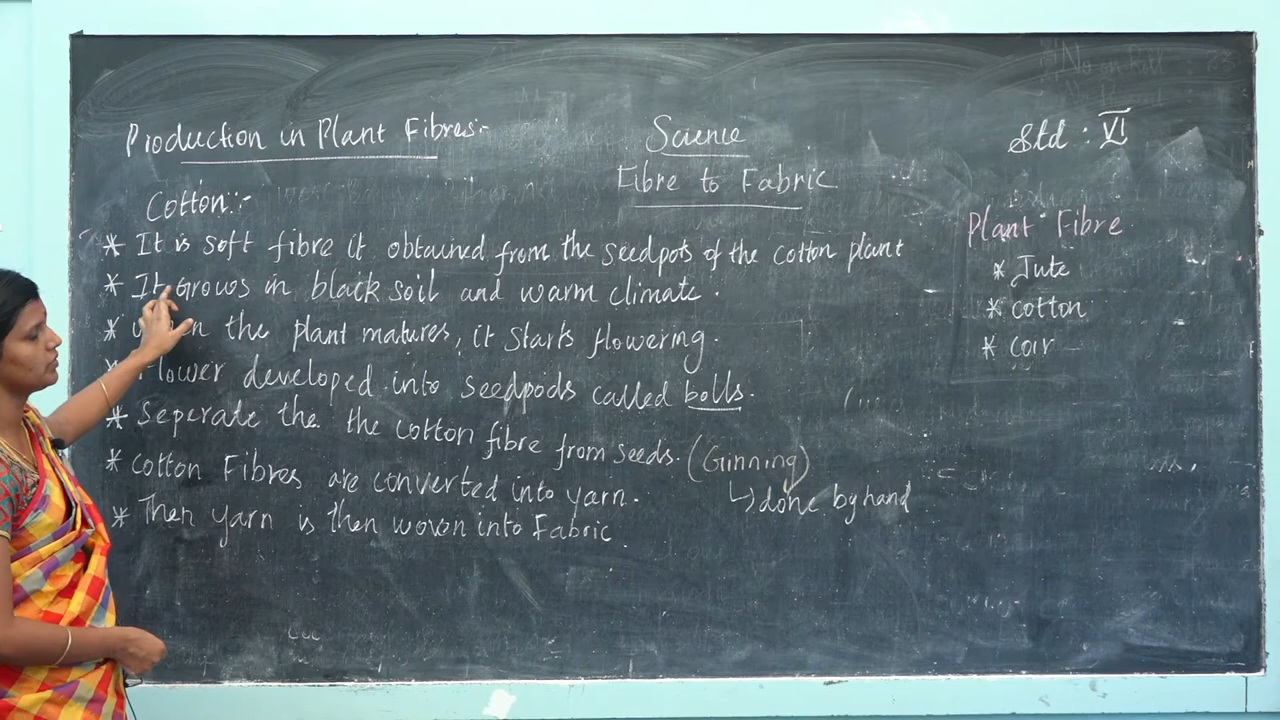 Production in Plant Fibres:-
Science
Std : VI
Fibre to Fabric
Cotton:-
* It is soft fibre it obtained from the seedpots of the cotton plant
* It grows in black soil and warm climate.
* the plant matures, it starts flowering.
* Flower developed into seedpods called bolls.
* Seperate the the cotton fibre from seeds. (Ginning)
↳ done by hand
* Cotton Fibres are converted into yarn.
* Then yarn is then woven into Fabric.
Plant Fibre
* Jute
* cotton
* coir
No on Roll